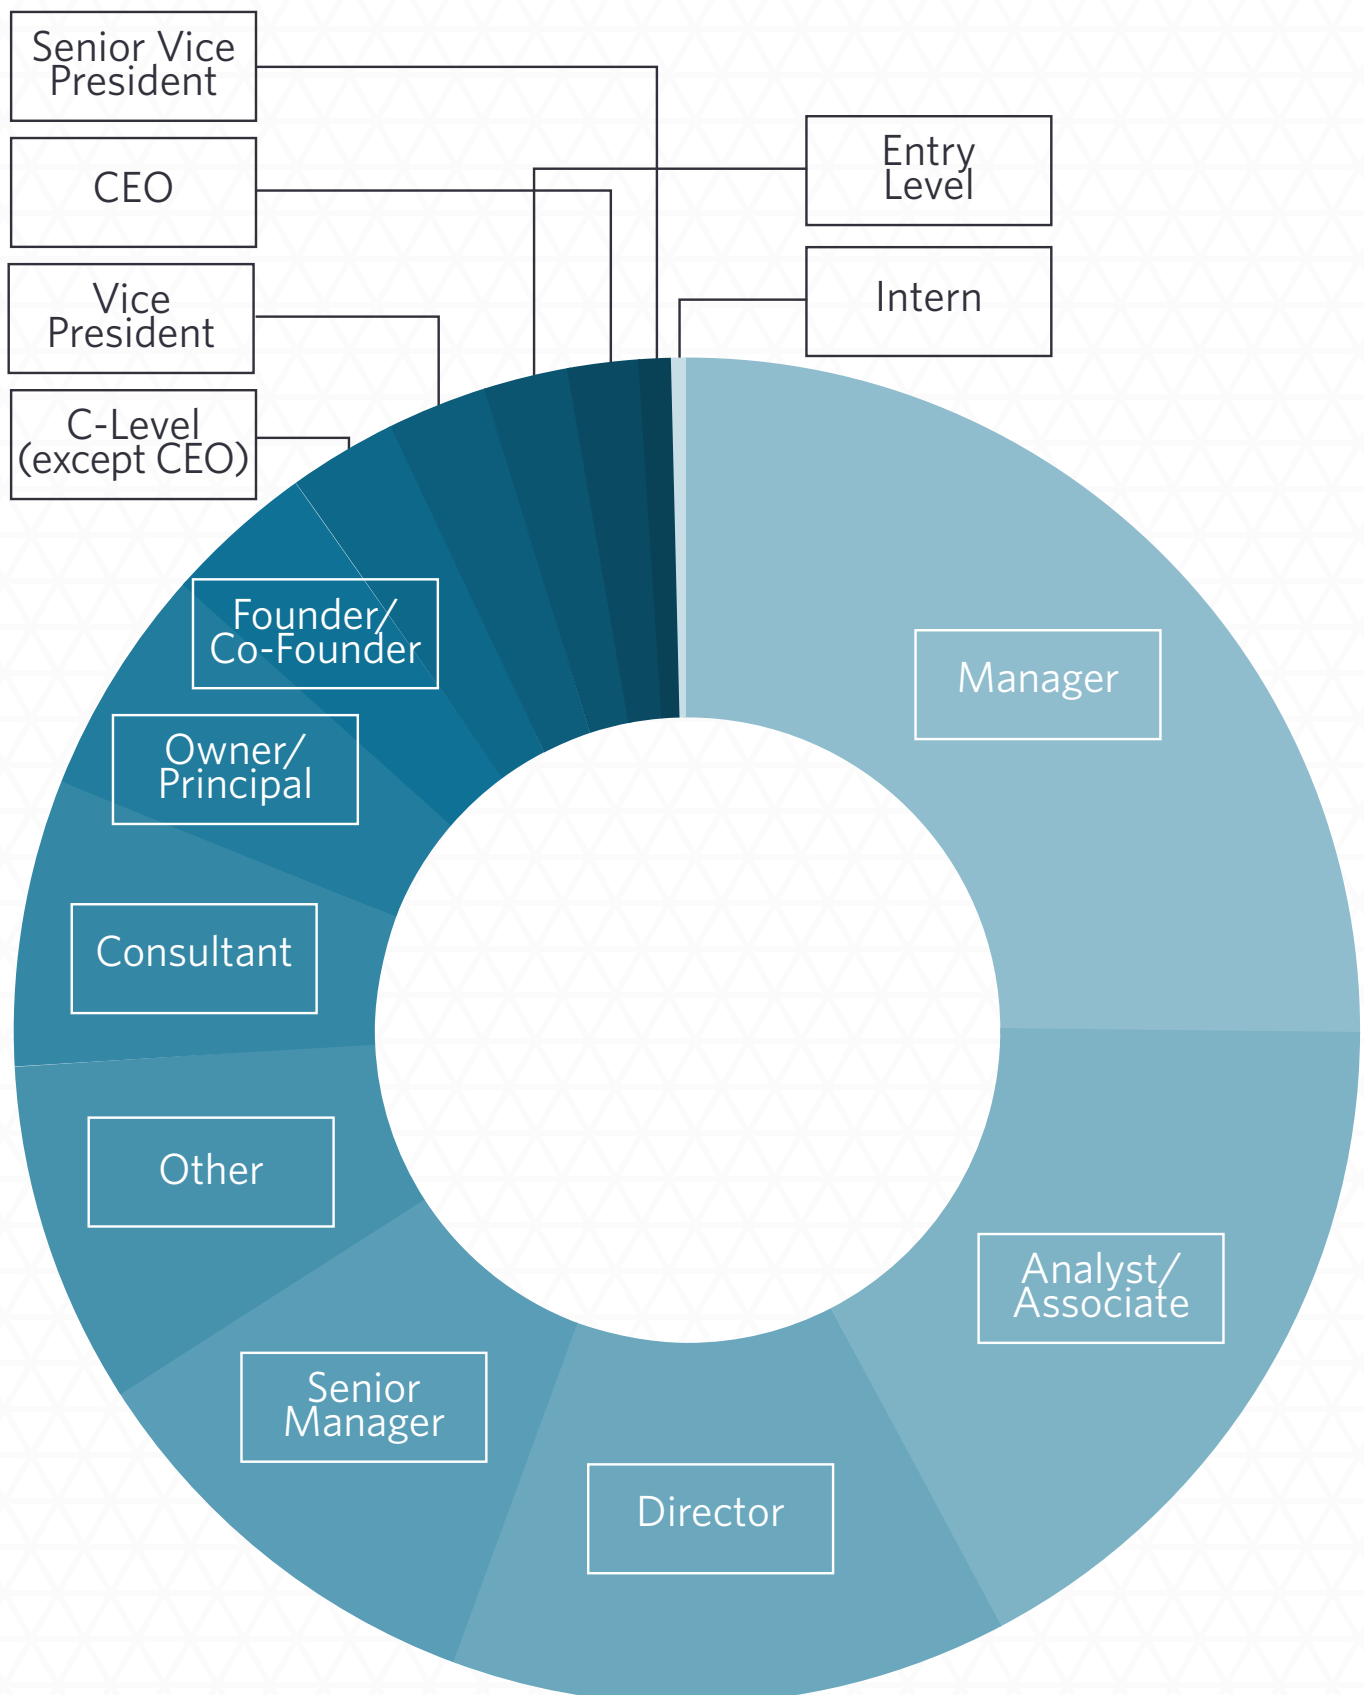 Senior Vice
President
CEO
Vice
President
C-Level
(except CEO)
Entry
Level
Intern
Founder/
Co-Founder
Manager
Owner/
Principal
Consultant
Other
Analyst/
Associate
Senior
Manager
Director